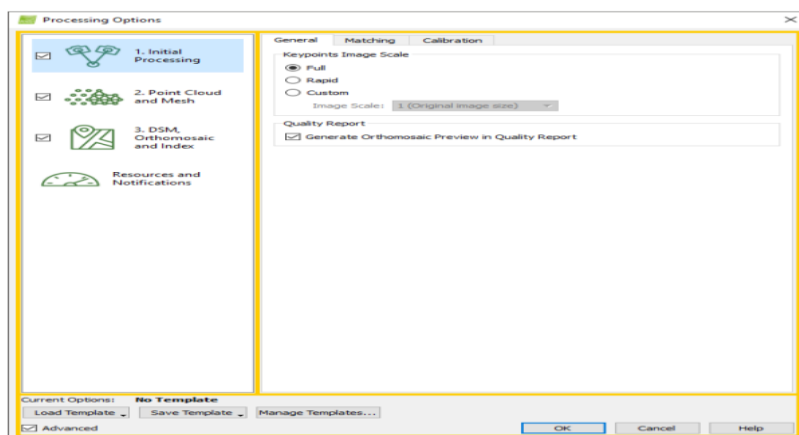 Processing Options
1. Initial
Processing
2. Point Cloud
and Mesh
3. DSM,
Orthomosaic
and Index
Resources and
Notifications
General Matching Calibration
Keypoints Image Scale
Full
Rapid
Custom
Image Scale: 1 (Original image size)
Quality Report
Generate Orthomosaic Preview in Quality Report
Current Options: No Template
Load Template Save Template Manage Templates...
Advanced
OK Cancel Help